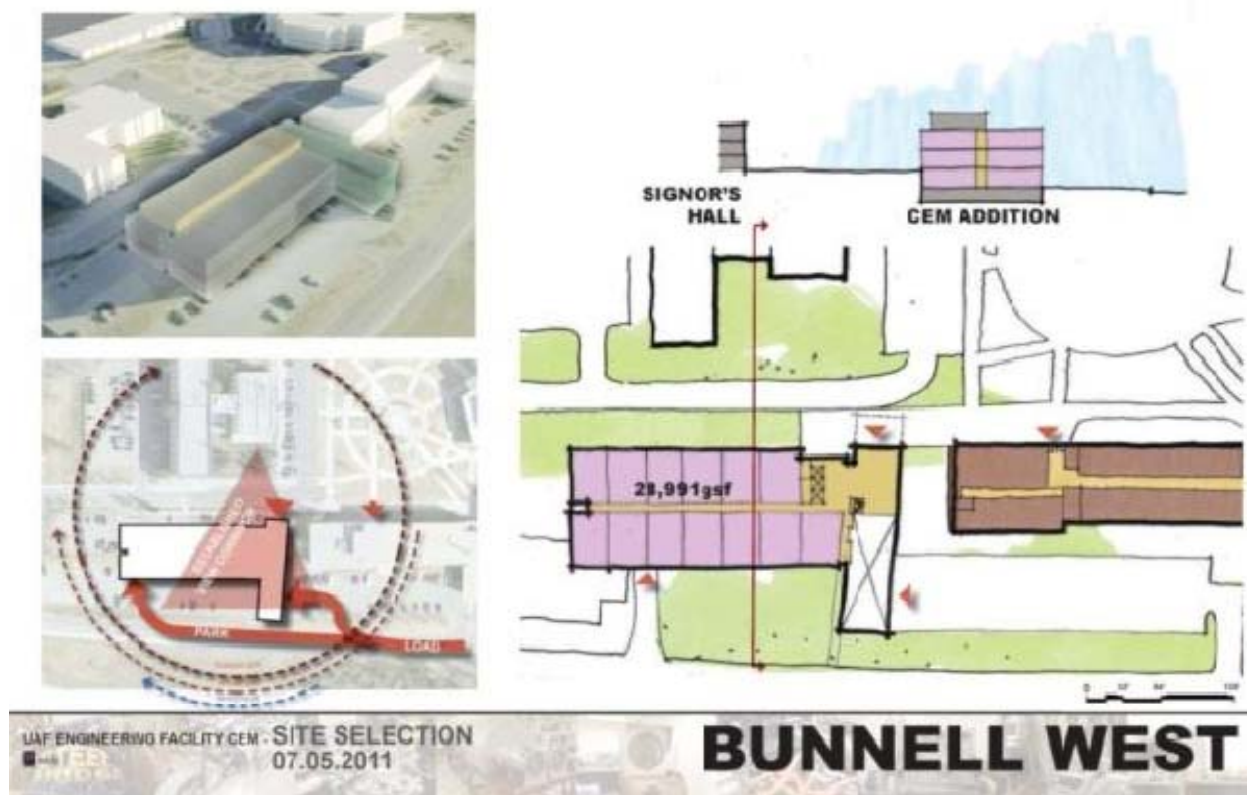 SIGNOR'S
HALL
CEM ADDITION
28,991gsf
PARK
LOAD
UAF ENGINEERING FACILITY CEM - SITE SELECTION
07.05.2011
BUNNELL WEST